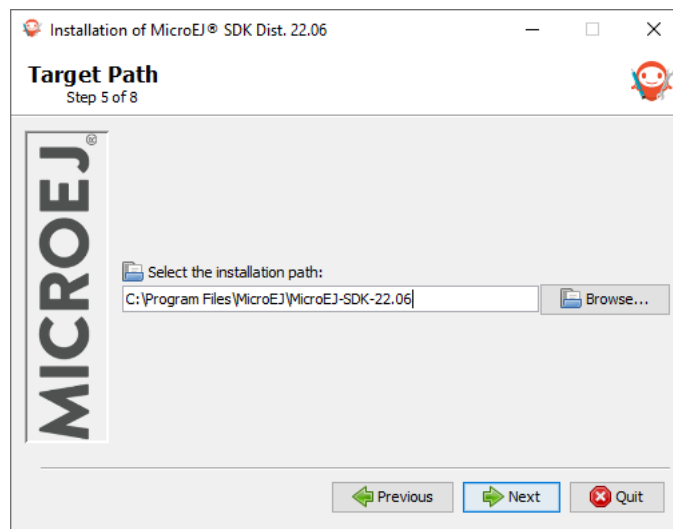 Installation of MicroEJ® SDK Dist. 22.06
Target Path
Step 5 of 8
MICROEJ®
Select the installation path:
C:\Program Files\MicroEJ\MicroEJ-SDK-22.06
Browse...
Previous
Next
Quit